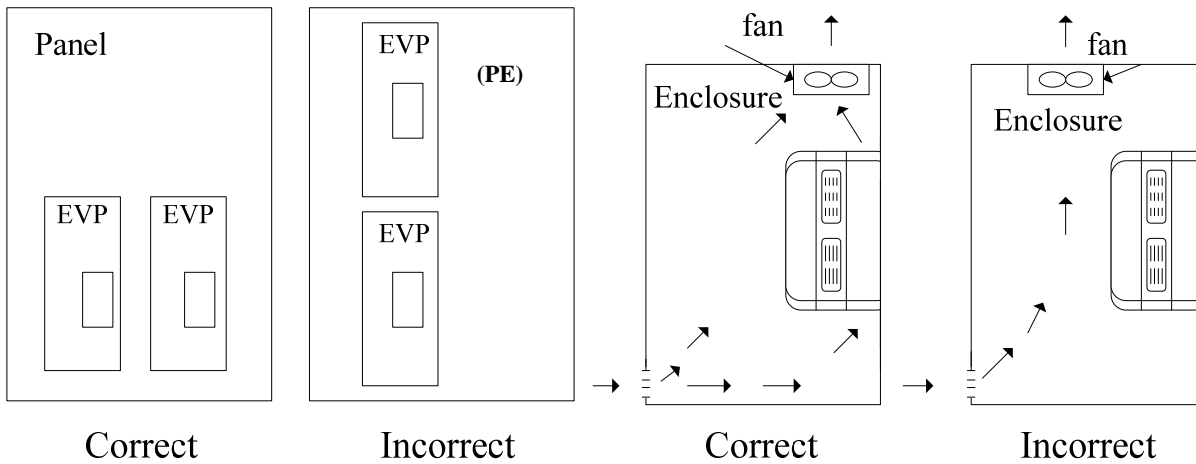 Panel
EVP
EVP
Correct
EVP
(PE)
EVP
Incorrect
fan
Enclosure
Correct
fan
Enclosure
Incorrect